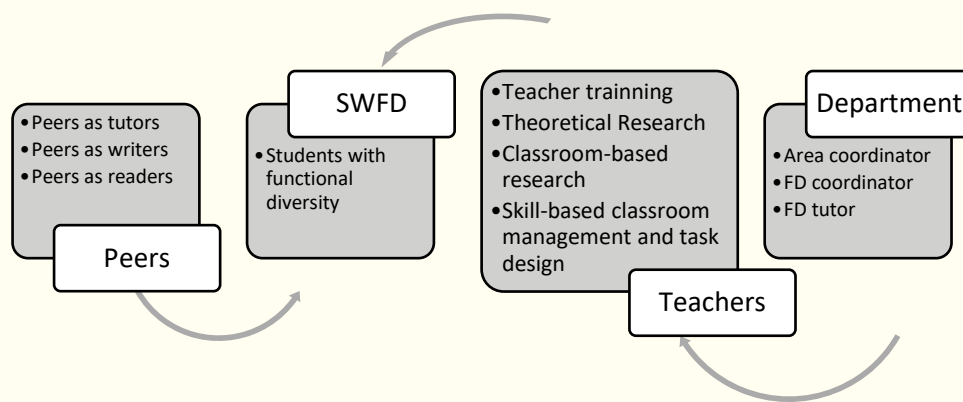 • Peers as tutors
• Peers as writers
• Peers as readers
Peers
SWFD
• Students with
functional
diversity
• Teacher trainning
• Theoretical Research
• Classroom-based
research
• Skill-based classroom
management and task
design
Teachers
Department
• Area coordinator
• FD coordinator
• FD tutor